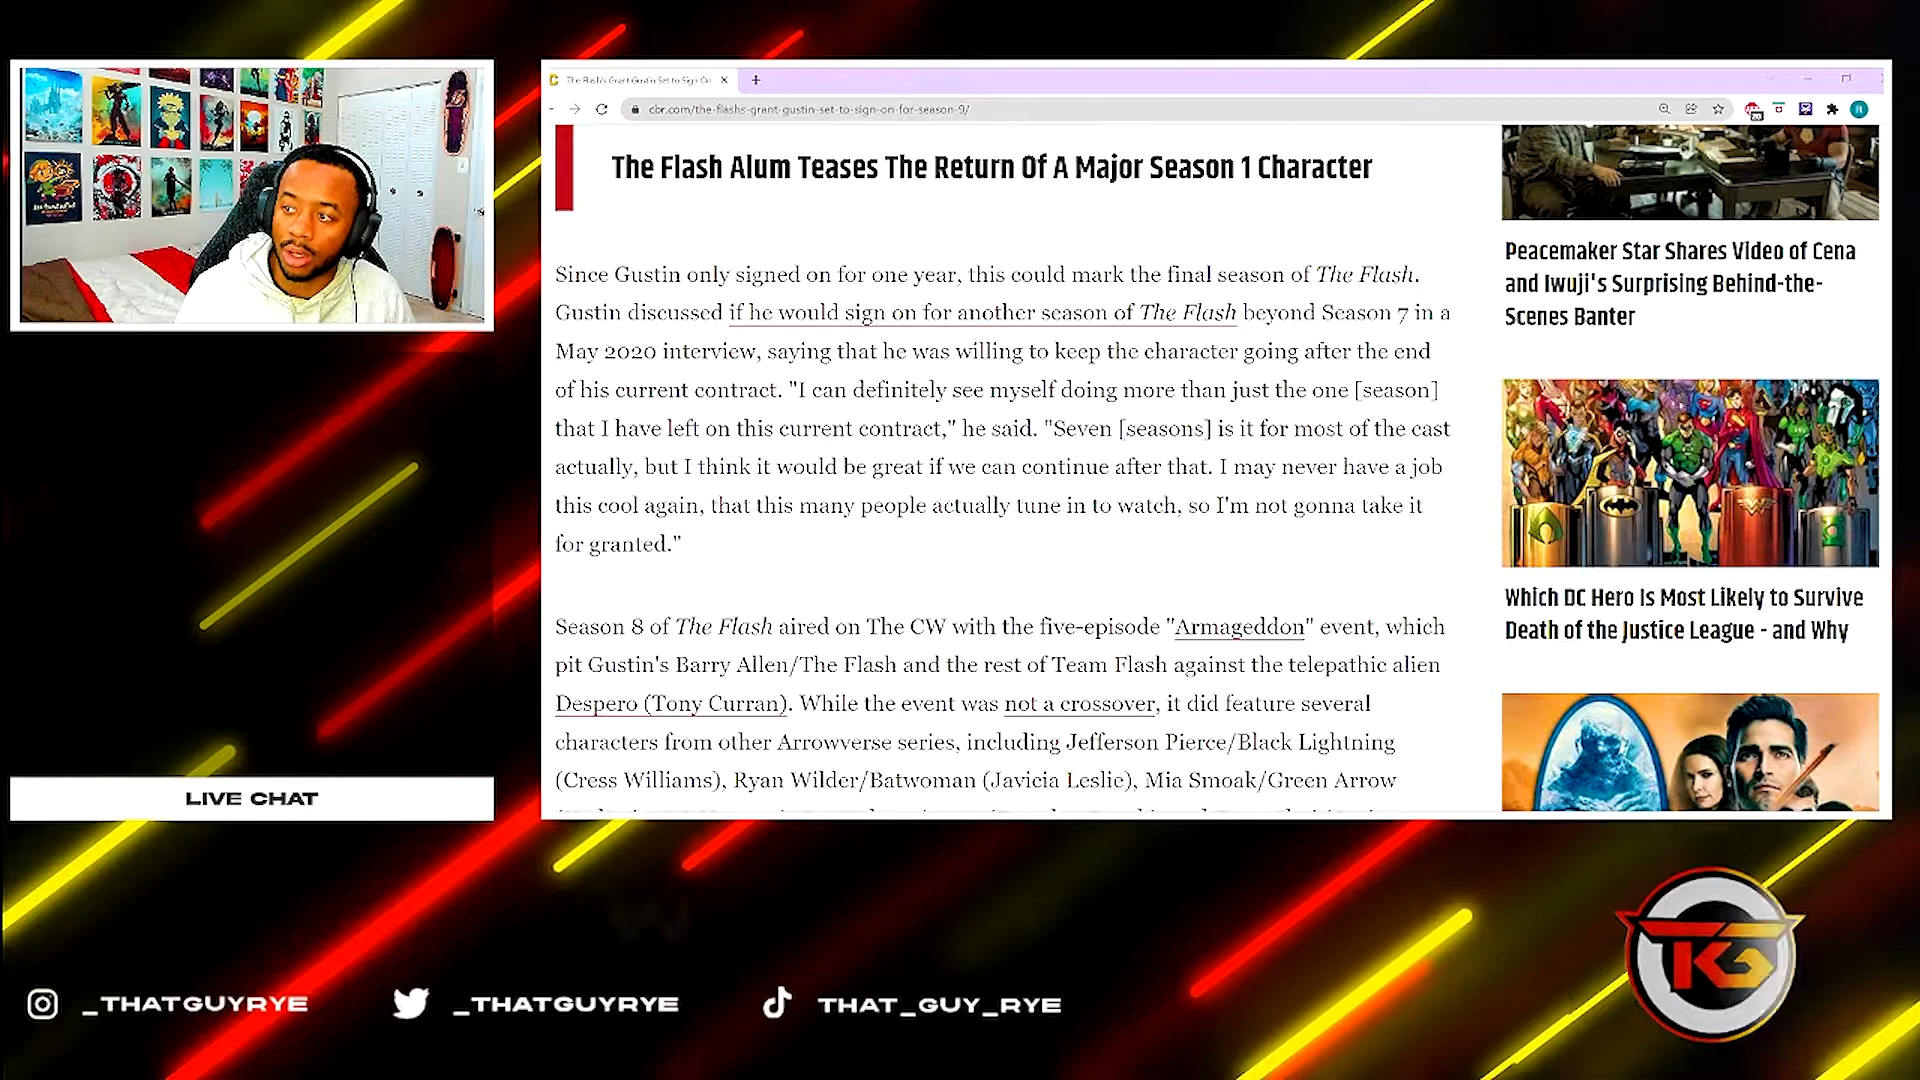 The Flash's Grant Gustin Set to Sign On
cbr.com/the-flashs-grant-gustin-set-to-sign-on-for-season-9/
The Flash Alum Teases The Return Of A Major Season 1 Character
Since Gustin only signed on for one year, this could mark the final season of The Flash.
Gustin discussed if he would sign on for another season of The Flash beyond Season 7 in a
May 2020 interview, saying that he was willing to keep the character going after the end
of his current contract. "I can definitely see myself doing more than just the one [season]
that I have left on this current contract," he said. "Seven [seasons] is it for most of the cast
actually, but I think it would be great if we can continue after that. I may never have a job
this cool again, that this many people actually tune in to watch, so I'm not gonna take it
for granted."
Season 8 of The Flash aired on The CW with the five-episode "Armageddon" event, which
pit Gustin's Barry Allen/The Flash and the rest of Team Flash against the telepathic alien
Despero (Tony Curran). While the event was not a crossover, it did feature several
characters from other Arrowverse series, including Jefferson Pierce/Black Lightning
(Cress Williams), Ryan Wilder/Batwoman (Javicia Leslie), Mia Smoak/Green Arrow
Peacemaker Star Shares Video of Cena
and Iwuji's Surprising Behind-the-
Scenes Banter
Which DC Hero Is Most Likely to Survive
Death of the Justice League - and Why
LIVE CHAT
_THATGUYRYE
_THATGUYRYE
THAT_GUY_RYE
TKG